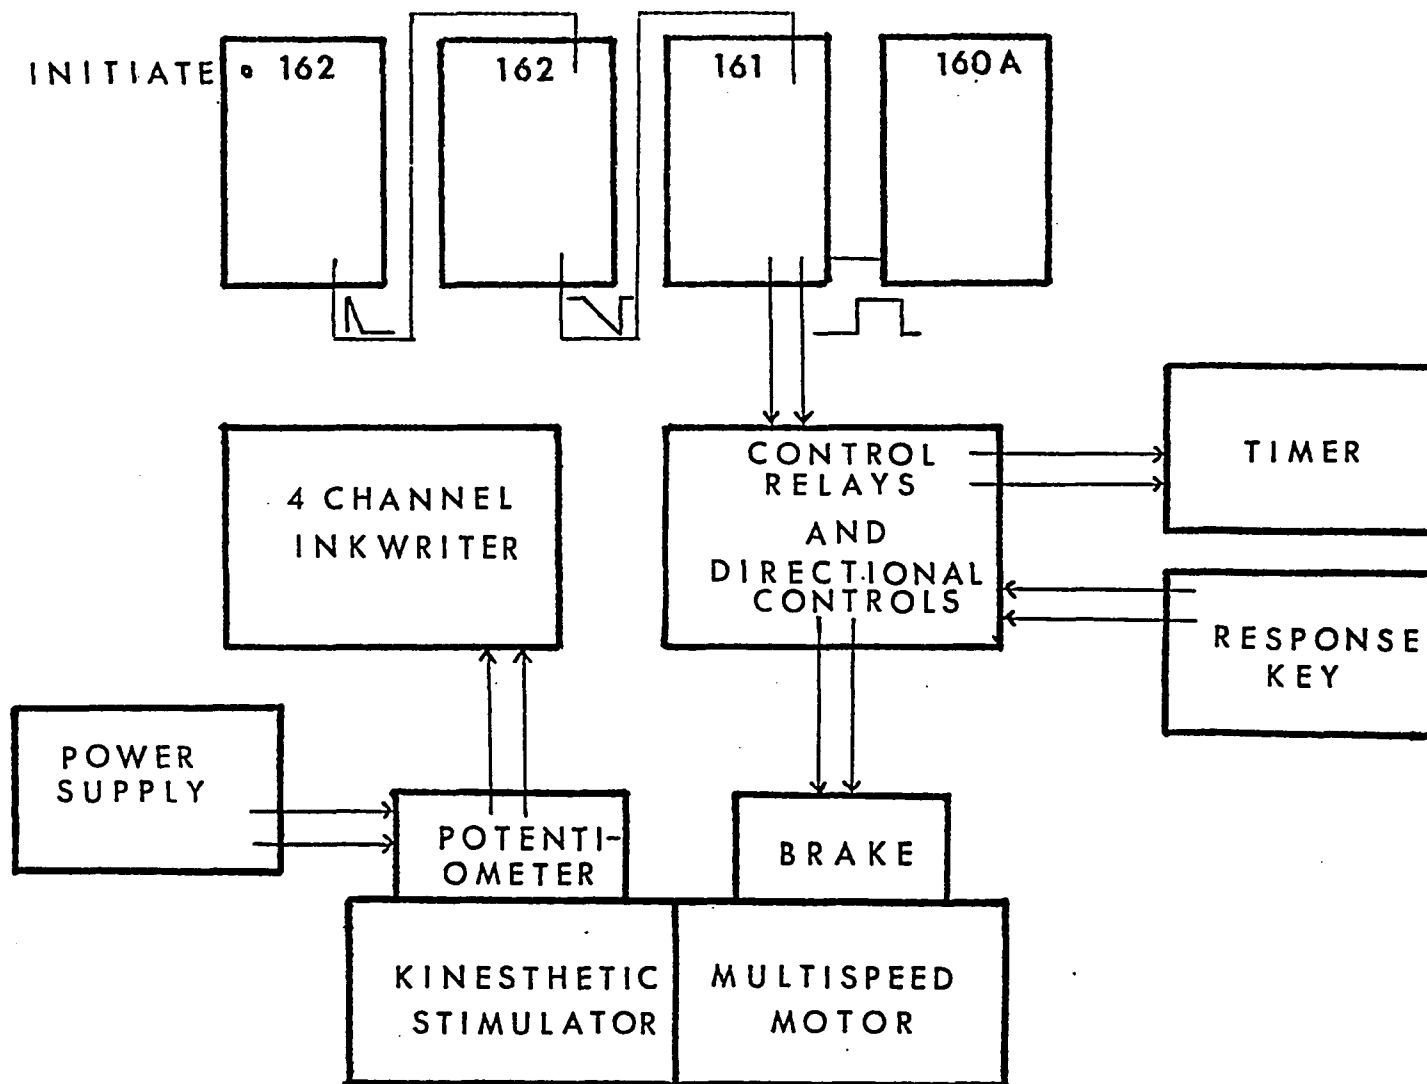 INITIATE 162
162
161
160A
4 CHANNEL
INKWRITER
CONTROL
RELAYS
AND
DIRECTIONAL
CONTROLS
TIMER
RESPONSE
KEY
POWER
SUPPLY
POTENTI-
OMETER
BRAKE
KINESTHETIC
STIMULATOR
MULTISPEED
MOTOR